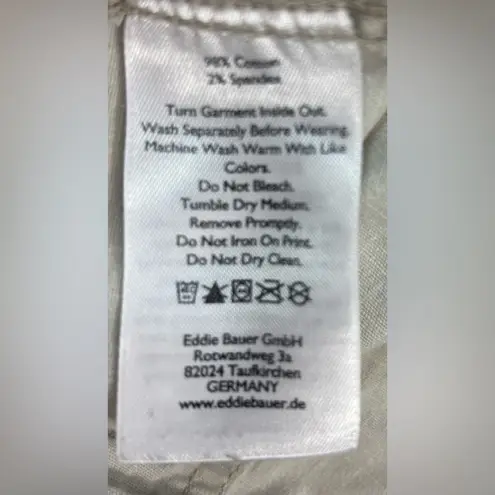 98% Cotton
2% Spandex
Turn Garment Inside Out.
Wash Separately Before Wearing.
Machine Wash Warm With Like
Colors.
Do Not Bleach.
Tumble Dry Medium.
Remove Promptly.
Do Not Iron On Print.
Do Not Dry Clean.
Eddie Bauer GmbH
Rotwandweg 3a
82024 Taufkirchen
GERMANY
www.eddiebauer.de